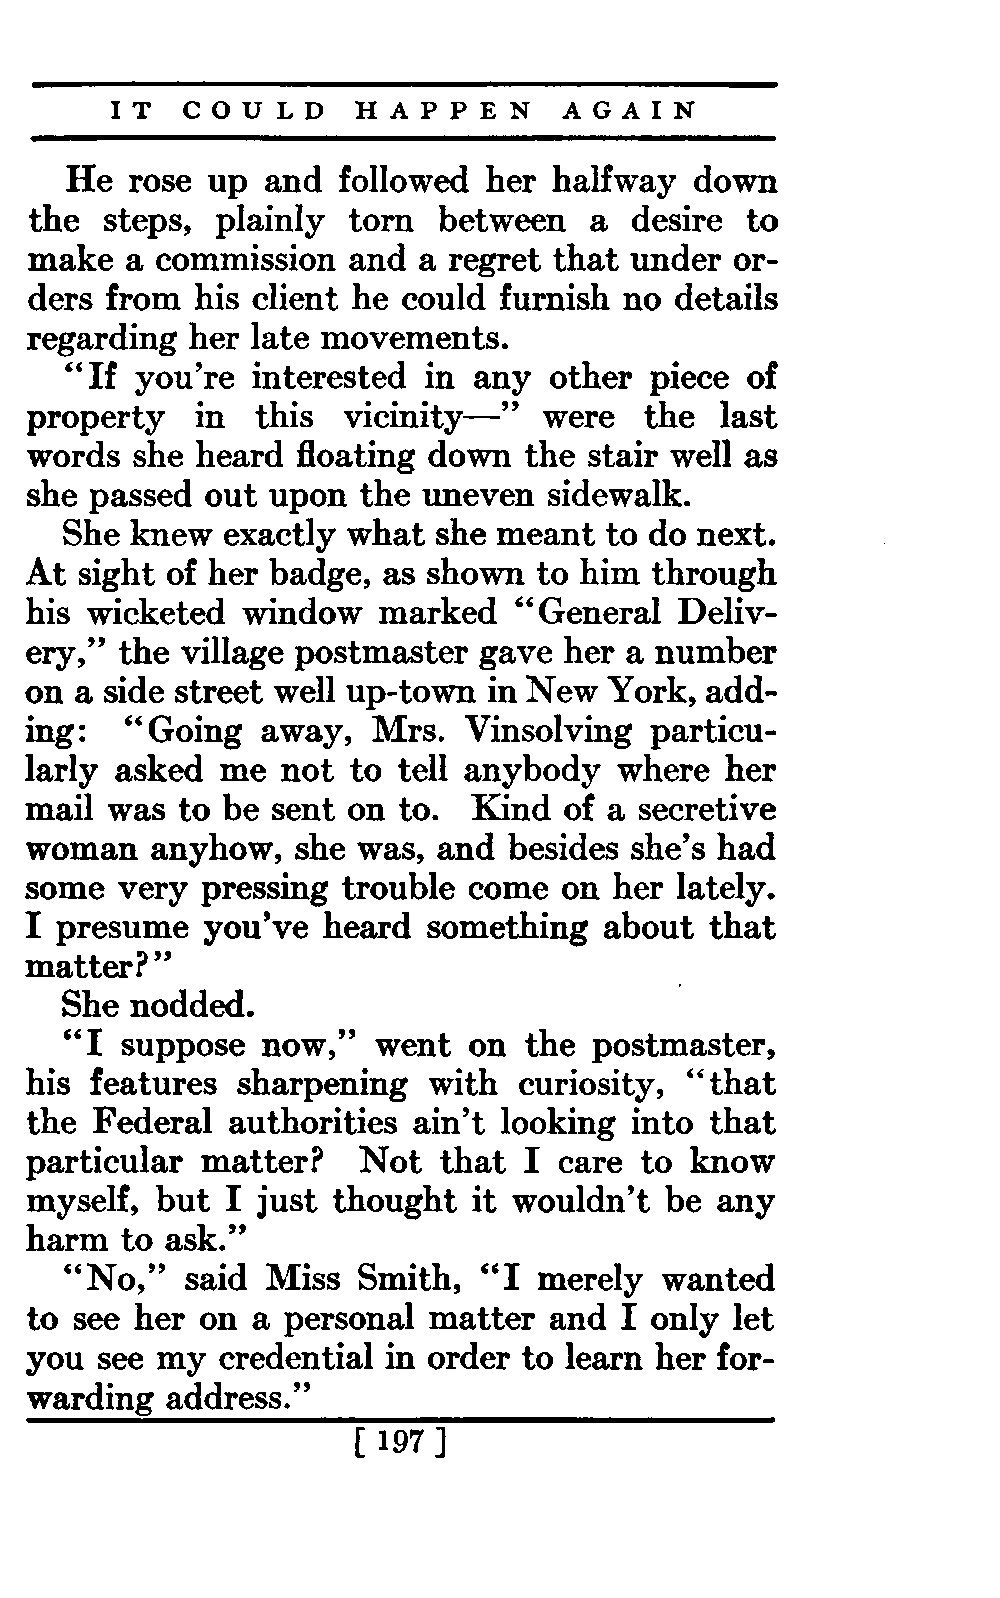 IT COULD HAPPEN AGAIN
He rose up and followed her halfway down
the steps, plainly torn between a desire to
make a commission and a regret that under or-
ders from his client he could furnish no details
regarding her late movements.
“If you’re interested in any other piece of
property in this vicinity—” were the last
words she heard floating down the stair well as
she passed out upon the uneven sidewalk.
She knew exactly what she meant to do next.
At sight of her badge, as shown to him through
his wicketed window marked “General Deliv-
ery,” the village postmaster gave her a number
on a side street well up-town in New York, add-
ing: “Going away, Mrs. Vinsolving particu-
larly asked me not to tell anybody where her
mail was to be sent on to. Kind of a secretive
woman anyhow, she was, and besides she’s had
some very pressing trouble come on her lately.
I presume you’ve heard something about that
matter?”
She nodded.
“I suppose now,” went on the postmaster,
his features sharpening with curiosity, “that
the Federal authorities ain’t looking into that
particular matter? Not that I care to know
myself, but I just thought it wouldn’t be any
harm to ask.”
“No,” said Miss Smith, “I merely wanted
to see her on a personal matter and I only let
you see my credential in order to learn her for-
warding address.”
[ 197 ]